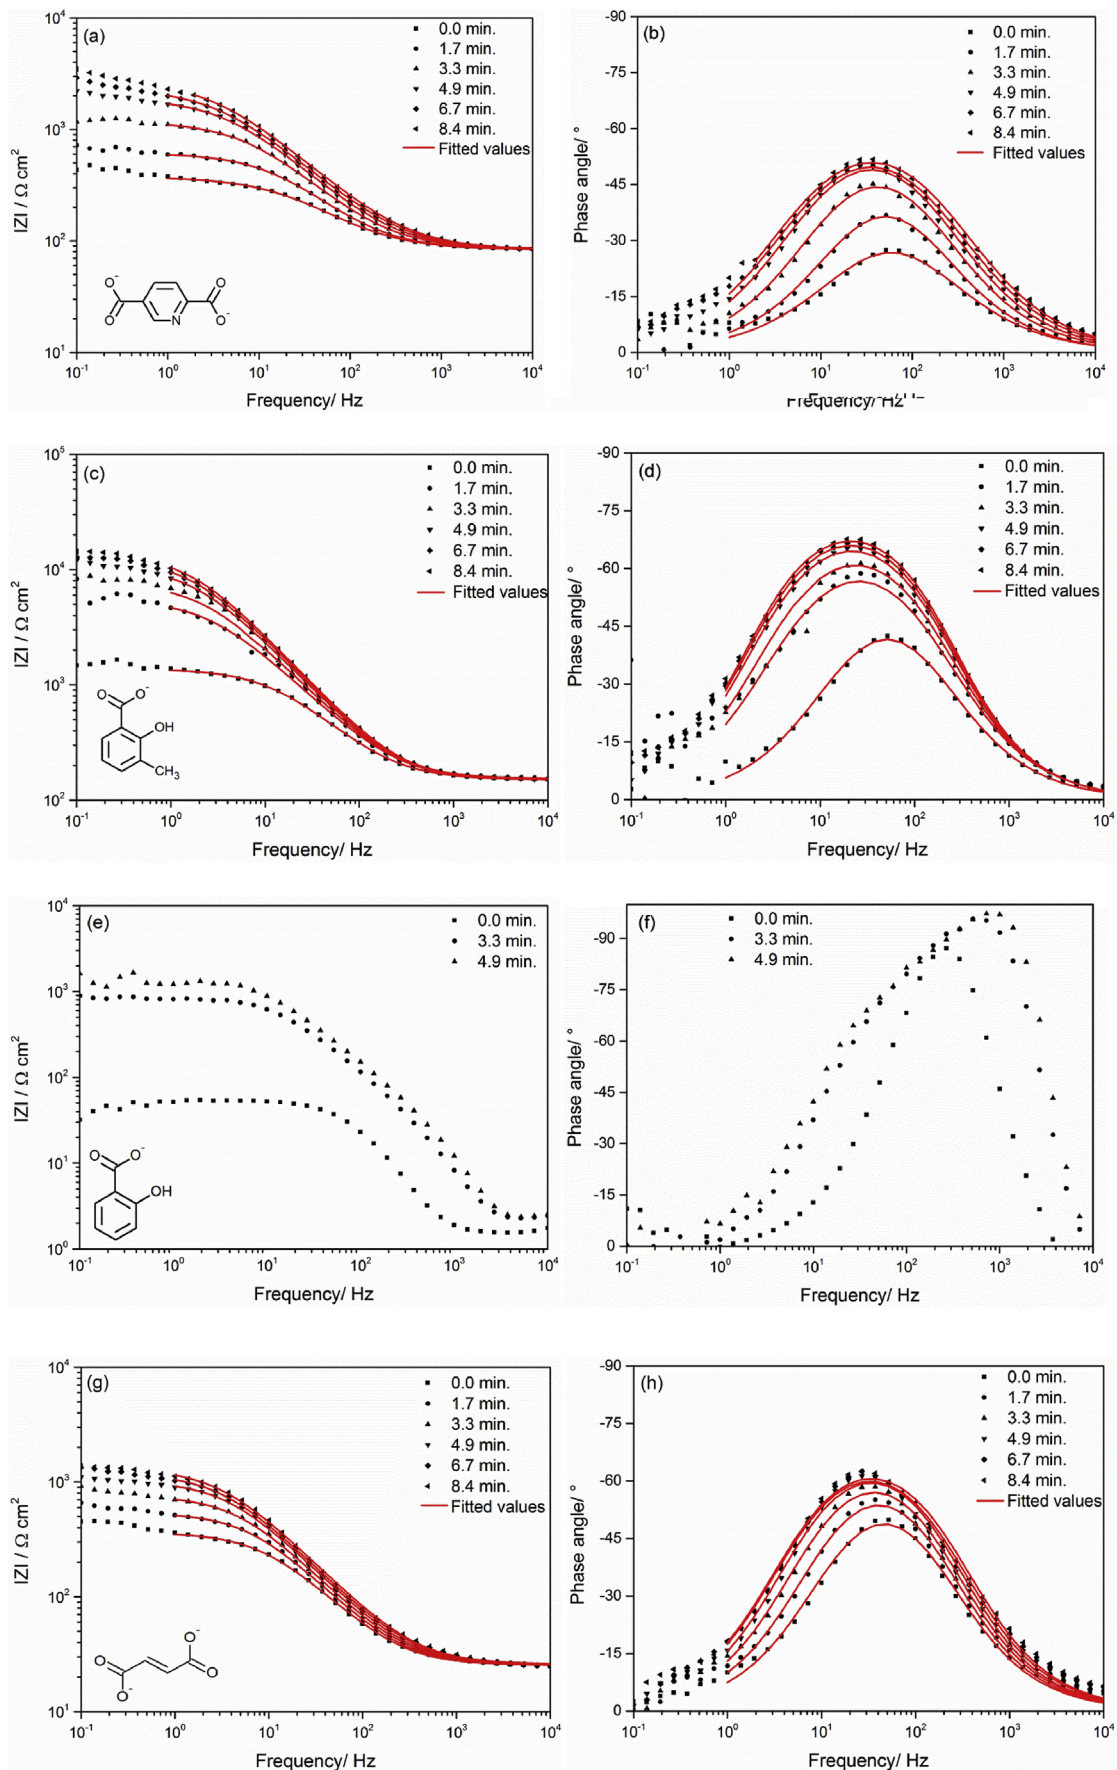 (a)
0.0 min.
1.7 min.
3.3 min.
4.9 min.
6.7 min.
8.4 min.
Fitted values
10⁴
10³
10²
10¹
IZI / Ω cm²
O⁻
O
O
O⁻
N
10⁻¹ 10⁰ 10¹ 10² 10³ 10⁴
Frequency/ Hz
(b)
0.0 min.
1.7 min.
3.3 min.
4.9 min.
6.7 min.
8.4 min.
Fitted values
-90
-75
-60
-45
-30
-15
0
Phase angle/ °
10⁻¹ 10⁰ 10¹ 10² 10³ 10⁴
Frequency/ Hz
(c)
0.0 min.
1.7 min.
3.3 min.
4.9 min.
6.7 min.
8.4 min.
Fitted values
10⁵
10⁴
10³
10²
IZI / Ω cm²
O
O⁻
OH
CH₃
10⁻¹ 10⁰ 10¹ 10² 10³ 10⁴
Frequency/ Hz
(d)
0.0 min.
1.7 min.
3.3 min.
4.9 min.
6.7 min.
8.4 min.
Fitted values
-90
-75
-60
-45
-30
-15
0
Phase angle/ °
10⁻¹ 10⁰ 10¹ 10² 10³ 10⁴
Frequency/ Hz
(e)
0.0 min.
3.3 min.
4.9 min.
10⁴
10³
10²
10¹
10⁰
IZI / Ω cm²
O
O⁻
OH
10⁻¹ 10⁰ 10¹ 10² 10³ 10⁴
Frequency/ Hz
(f)
0.0 min.
3.3 min.
4.9 min.
-90
-75
-60
-45
-30
-15
0
Phase angle/ °
10⁻¹ 10⁰ 10¹ 10² 10³ 10⁴
Frequency/ Hz
(g)
0.0 min.
1.7 min.
3.3 min.
4.9 min.
6.7 min.
8.4 min.
Fitted values
10⁴
10³
10²
10¹
IZI / Ω cm²
O⁻
O
O
O⁻
10⁻¹ 10⁰ 10¹ 10² 10³ 10⁴
Frequency/ Hz
(h)
0.0 min.
1.7 min.
3.3 min.
4.9 min.
6.7 min.
8.4 min.
Fitted values
-90
-75
-60
-45
-30
-15
0
Phase angle/ °
10⁻¹ 10⁰ 10¹ 10² 10³ 10⁴
Frequency/ Hz